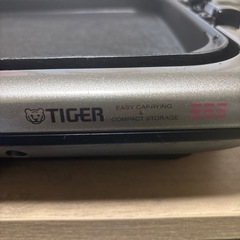 TIGER
EASY CARRYING
&
COMPACT STORAGE